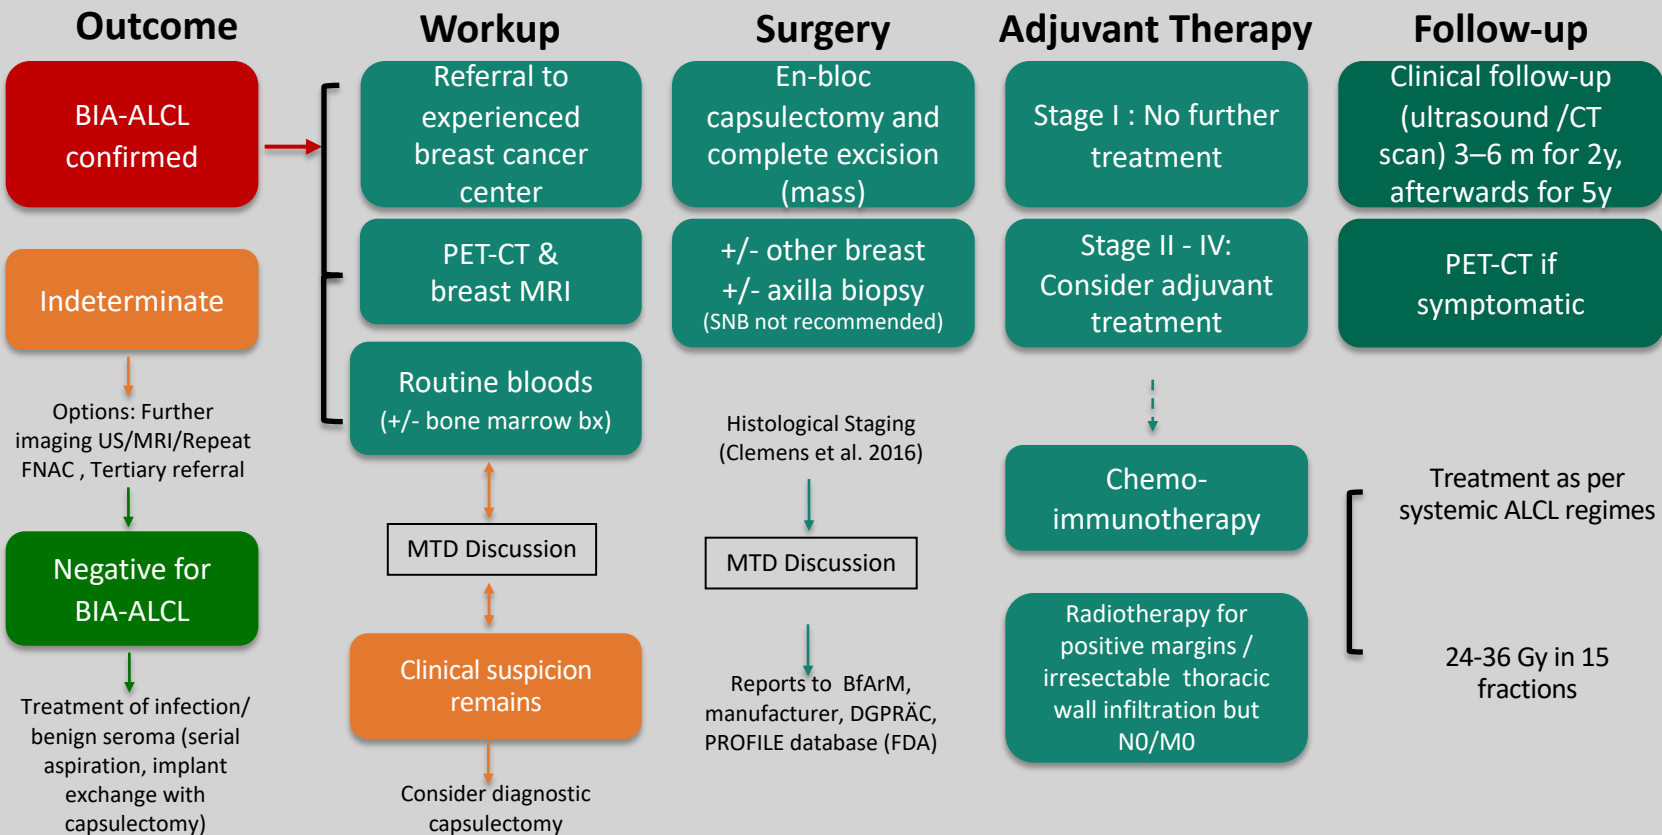 Outcome
BIA-ALCL
confirmed
Indeterminate
Options: Further
imaging US/MRI/Repeat
FNAC , Tertiary referral
Negative for
BIA-ALCL
Treatment of infection/
benign seroma (serial
aspiration, implant
exchange with
capsulectomy)
Workup
Referral to
experienced
breast cancer
center
PET-CT &
breast MRI
Routine bloods
(+/- bone marrow bx)
MTD Discussion
Clinical suspicion
remains
Consider diagnostic
capsulectomy
Surgery
En-bloc
capsulectomy and
complete excision
(mass)
+/- other breast
+/- axilla biopsy
(SNB not recommended)
Histological Staging
(Clemens et al. 2016)
MTD Discussion
Reports to BfArM,
manufacturer, DGPRÄC,
PROFILE database (FDA)
Adjuvant Therapy
Stage I : No further
treatment
Stage II - IV:
Consider adjuvant
treatment
Chemo-
immunotherapy
Radiotherapy for
positive margins /
irresectable thoracic
wall infiltration but
N0/M0
Follow-up
Clinical follow-up
(ultrasound /CT
scan) 3–6 m for 2y,
afterwards for 5y
PET-CT if
symptomatic
Treatment as per
systemic ALCL regimes
24-36 Gy in 15
fractions